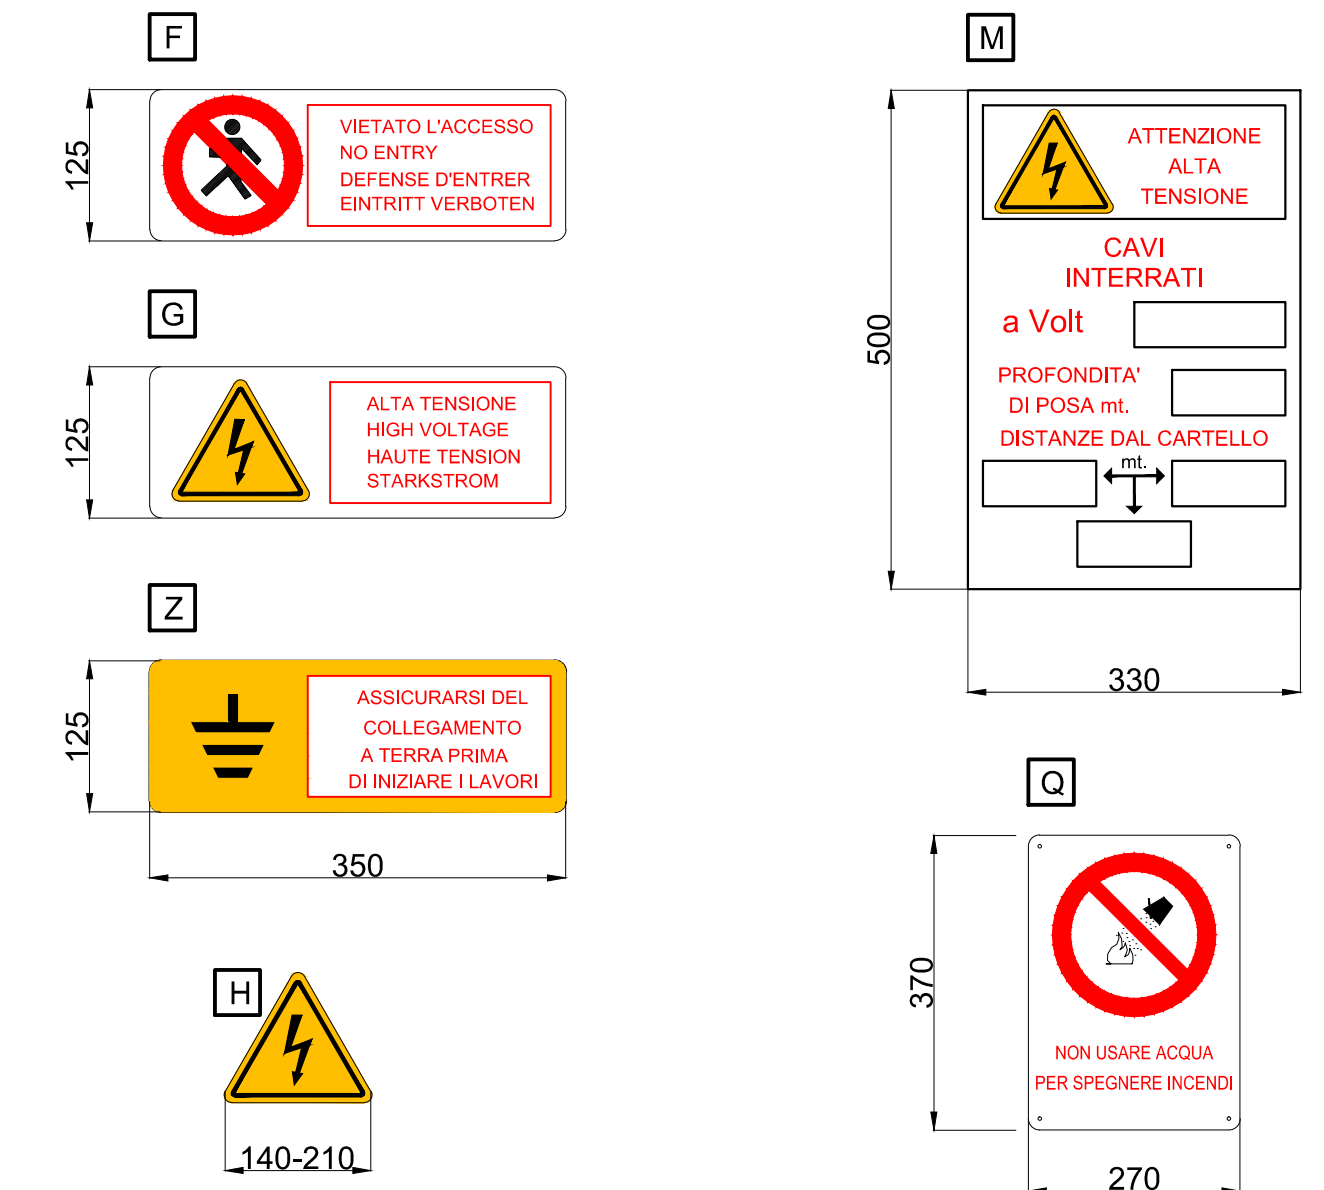 F
125
VIETATO L'ACCESSO
NO ENTRY
DEFENSE D'ENTRER
EINTRITT VERBOTEN
G
125
ALTA TENSIONE
HIGH VOLTAGE
HAUTE TENSION
STARKSTROM
Z
125
ASSICURARSI DEL
COLLEGAMENTO
A TERRA PRIMA
DI INIZIARE I LAVORI
350
H
140-210
M
500
ATTENZIONE
ALTA
TENSIONE
CAVI
INTERRATI
a Volt
PROFONDITA'
DI POSA mt.
DISTANZE DAL CARTELLO
mt.
330
Q
370
NON USARE ACQUA
PER SPEGNERE INCENDI
270